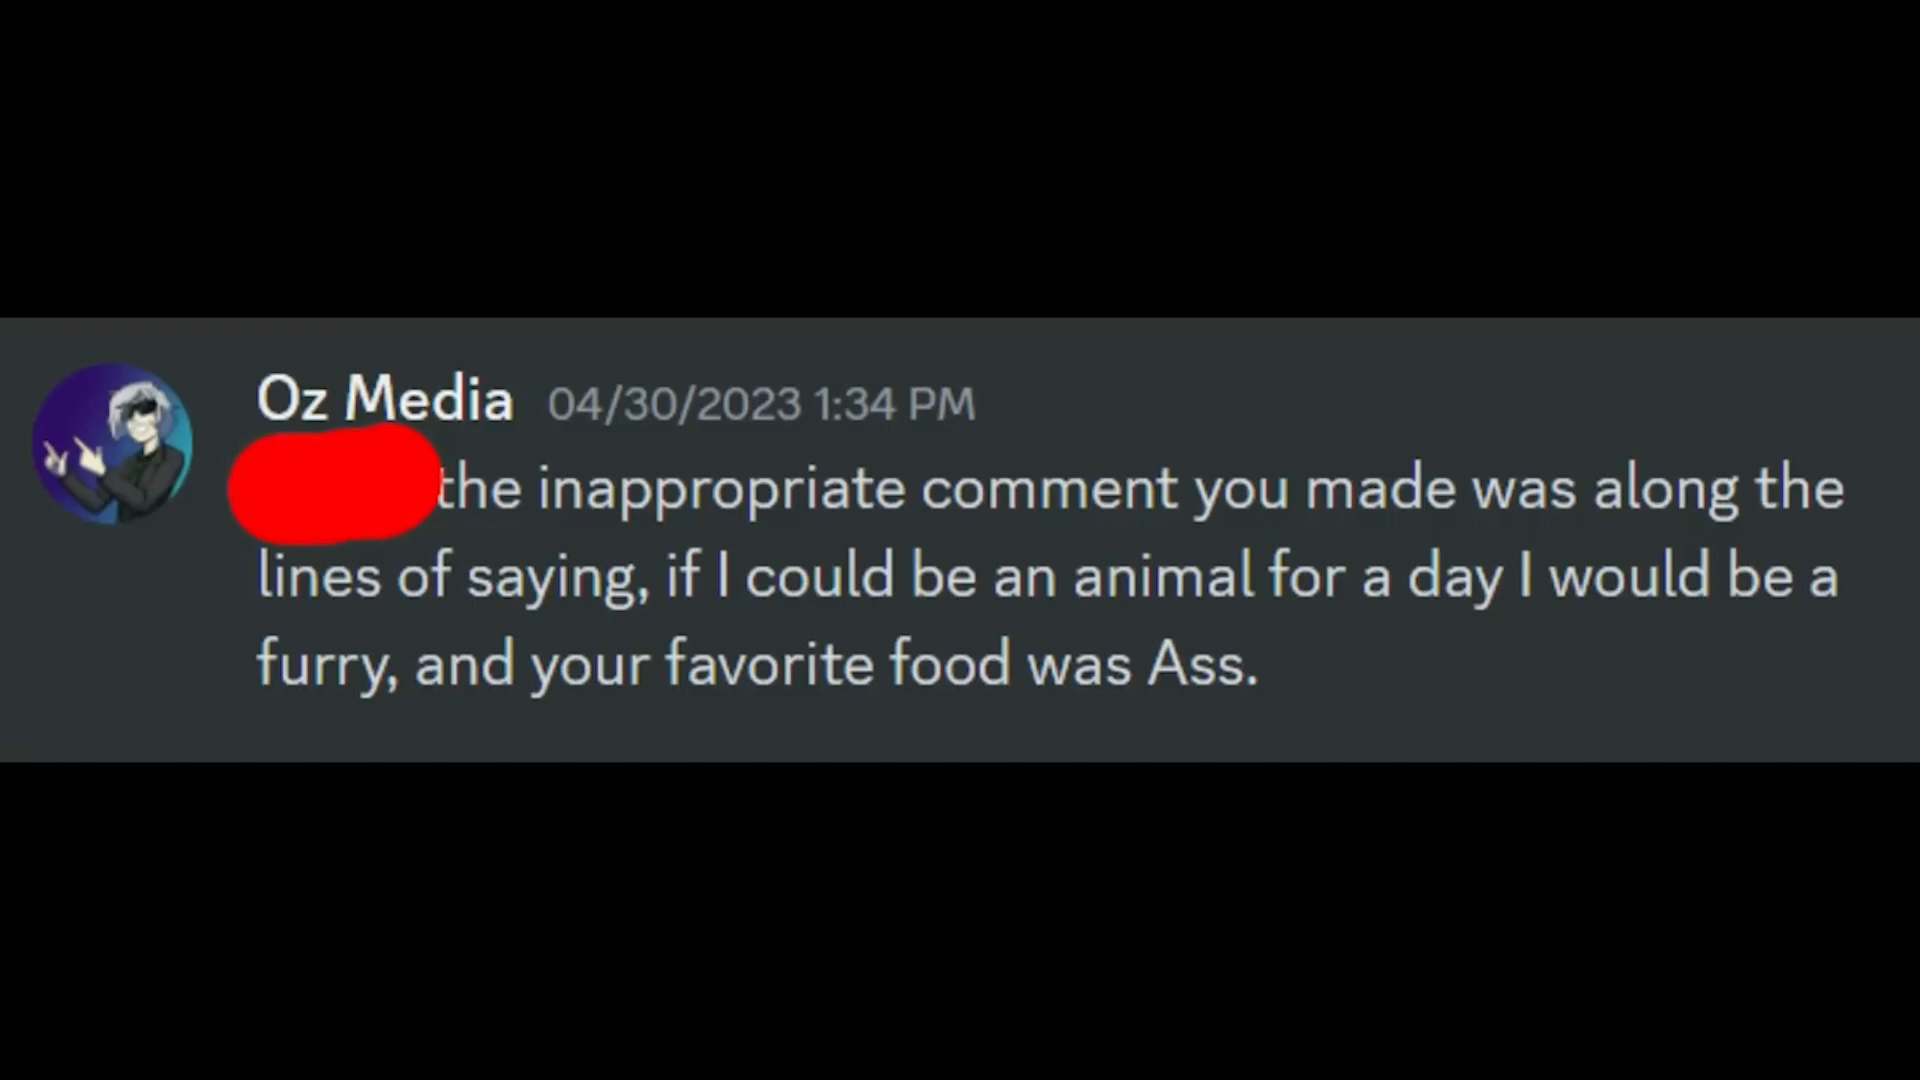 Oz Media 04/30/2023 1:34 PM
the inappropriate comment you made was along the
lines of saying, if I could be an animal for a day I would be a
furry, and your favorite food was Ass.